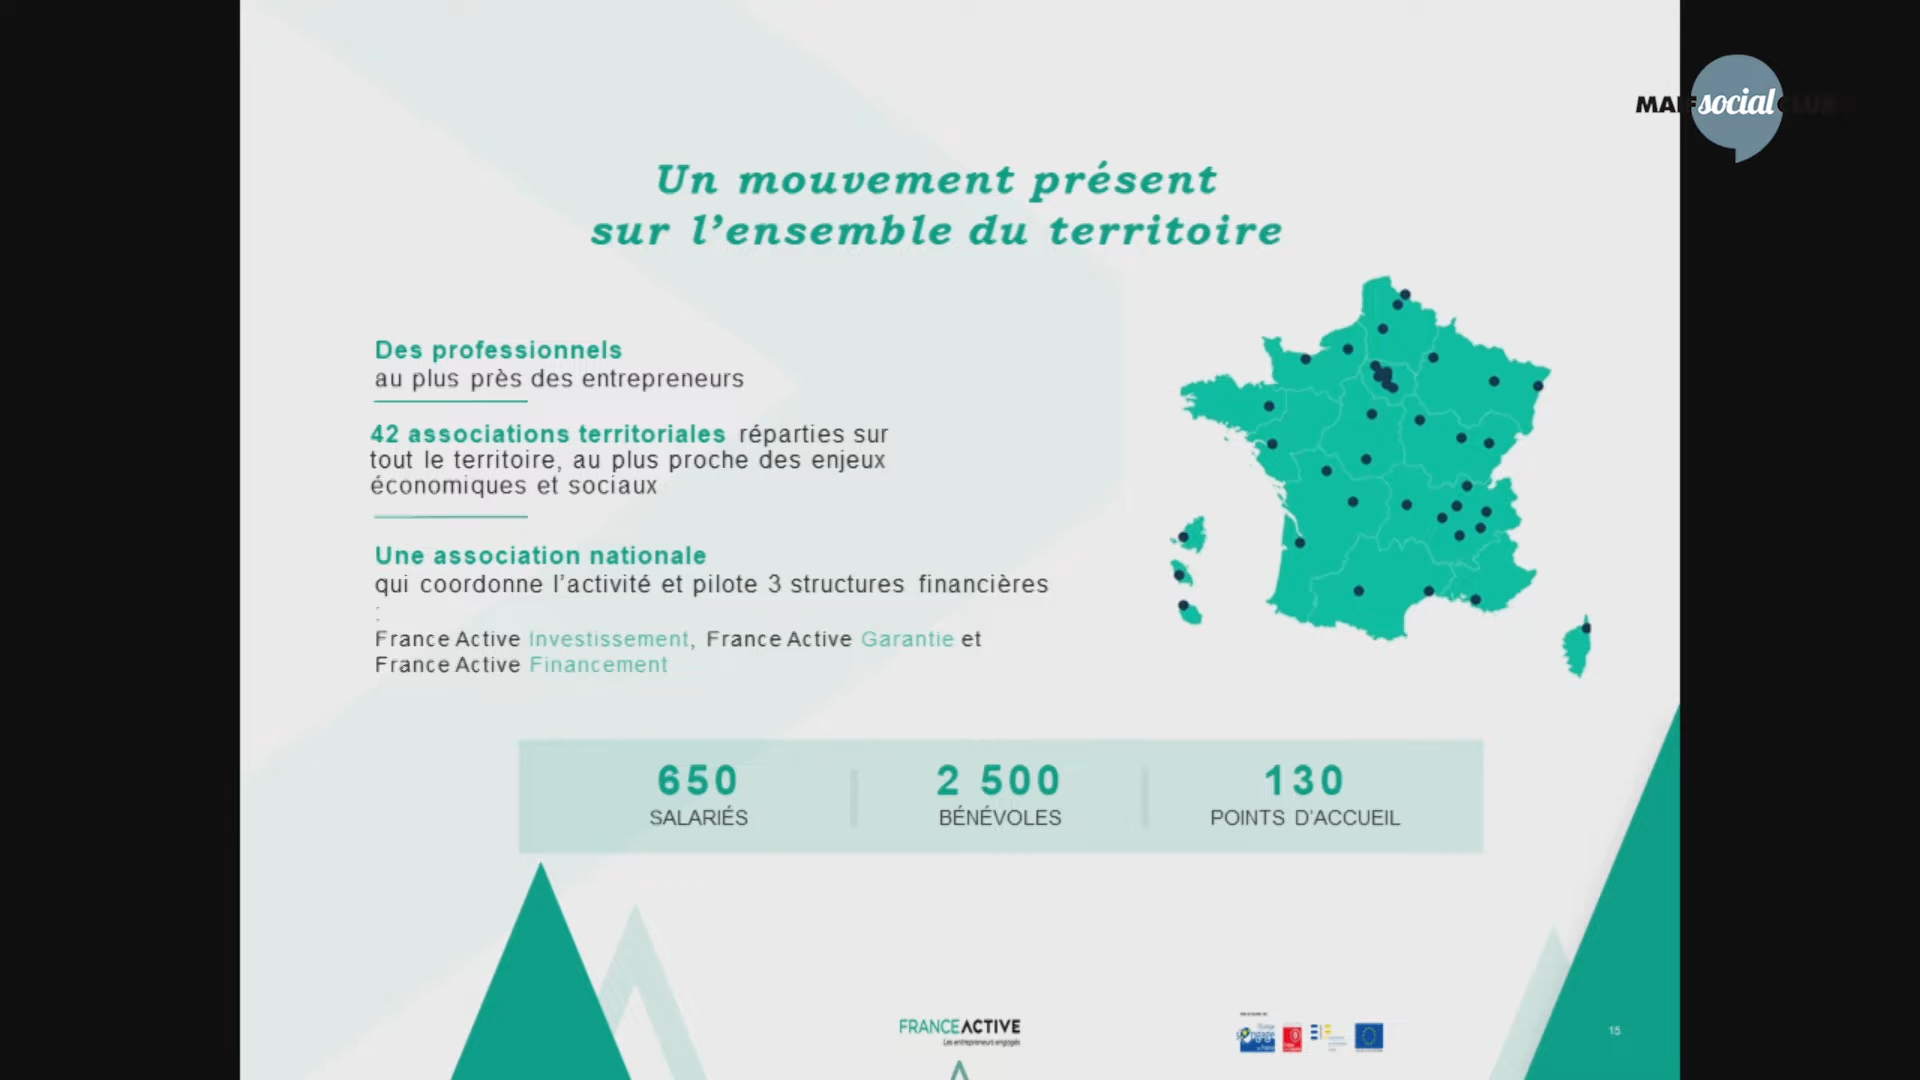 MAIF social CLUB
Un mouvement présent
sur l’ensemble du territoire
Des professionnels
au plus près des entrepreneurs
42 associations territoriales réparties sur
tout le territoire, au plus proche des enjeux
économiques et sociaux
Une association nationale
qui coordonne l’activité et pilote 3 structures financières
:
France Active Investissement, France Active Garantie et
France Active Financement
650
SALARIÉS
2 500
BÉNÉVOLES
130
POINTS D’ACCUEIL
FRANCE ACTIVE
Les entrepreneurs engagés
15